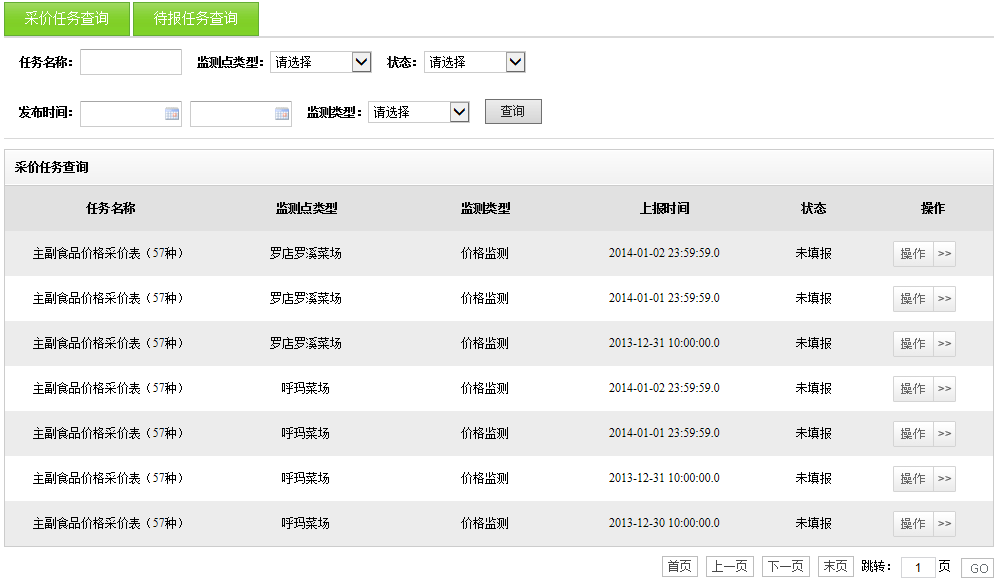 采价任务查询 待报任务查询
任务名称： 监测点类型： 请选择 状态： 请选择
发布时间： 监测类型： 请选择 查询
采价任务查询
任务名称 监测点类型 监测类型 上报时间 状态 操作
主副食品价格采价表（57种） 罗店罗溪菜场 价格监测 2014-01-02 23:59:59.0 未填报 操作 >>
主副食品价格采价表（57种） 罗店罗溪菜场 价格监测 2014-01-01 23:59:59.0 未填报 操作 >>
主副食品价格采价表（57种） 罗店罗溪菜场 价格监测 2013-12-31 10:00:00.0 未填报 操作 >>
主副食品价格采价表（57种） 呼玛菜场 价格监测 2014-01-02 23:59:59.0 未填报 操作 >>
主副食品价格采价表（57种） 呼玛菜场 价格监测 2014-01-01 23:59:59.0 未填报 操作 >>
主副食品价格采价表（57种） 呼玛菜场 价格监测 2013-12-31 10:00:00.0 未填报 操作 >>
主副食品价格采价表（57种） 呼玛菜场 价格监测 2013-12-30 10:00:00.0 未填报 操作 >>
首页 上一页 下一页 末页 跳转： 1 页 GO